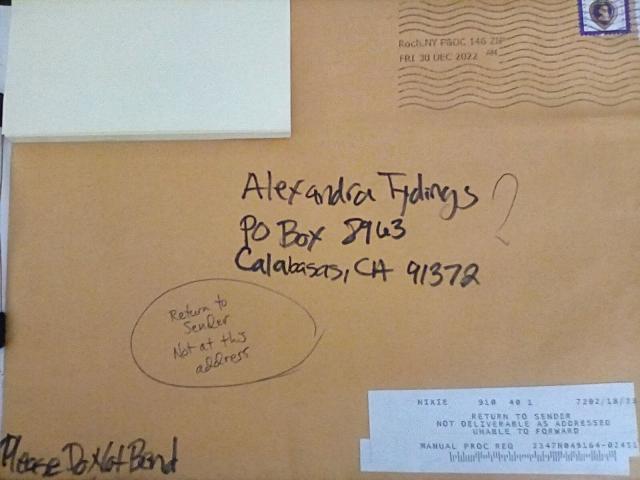 Roch.NY P&DC 146 ZIP
FRI 30 DEC 2022 AM
Alexandra Tydings ?
PO Box 8963
Calabasas, CA 91372
Return to
Sender
Not at this
address
NIXIE 910 40 1
RETURN TO SENDER
NOT DELIVERABLE AS ADDRESSED
UNABLE TO FORWARD
MANUAL PROC REQ
Please Do Not Bend